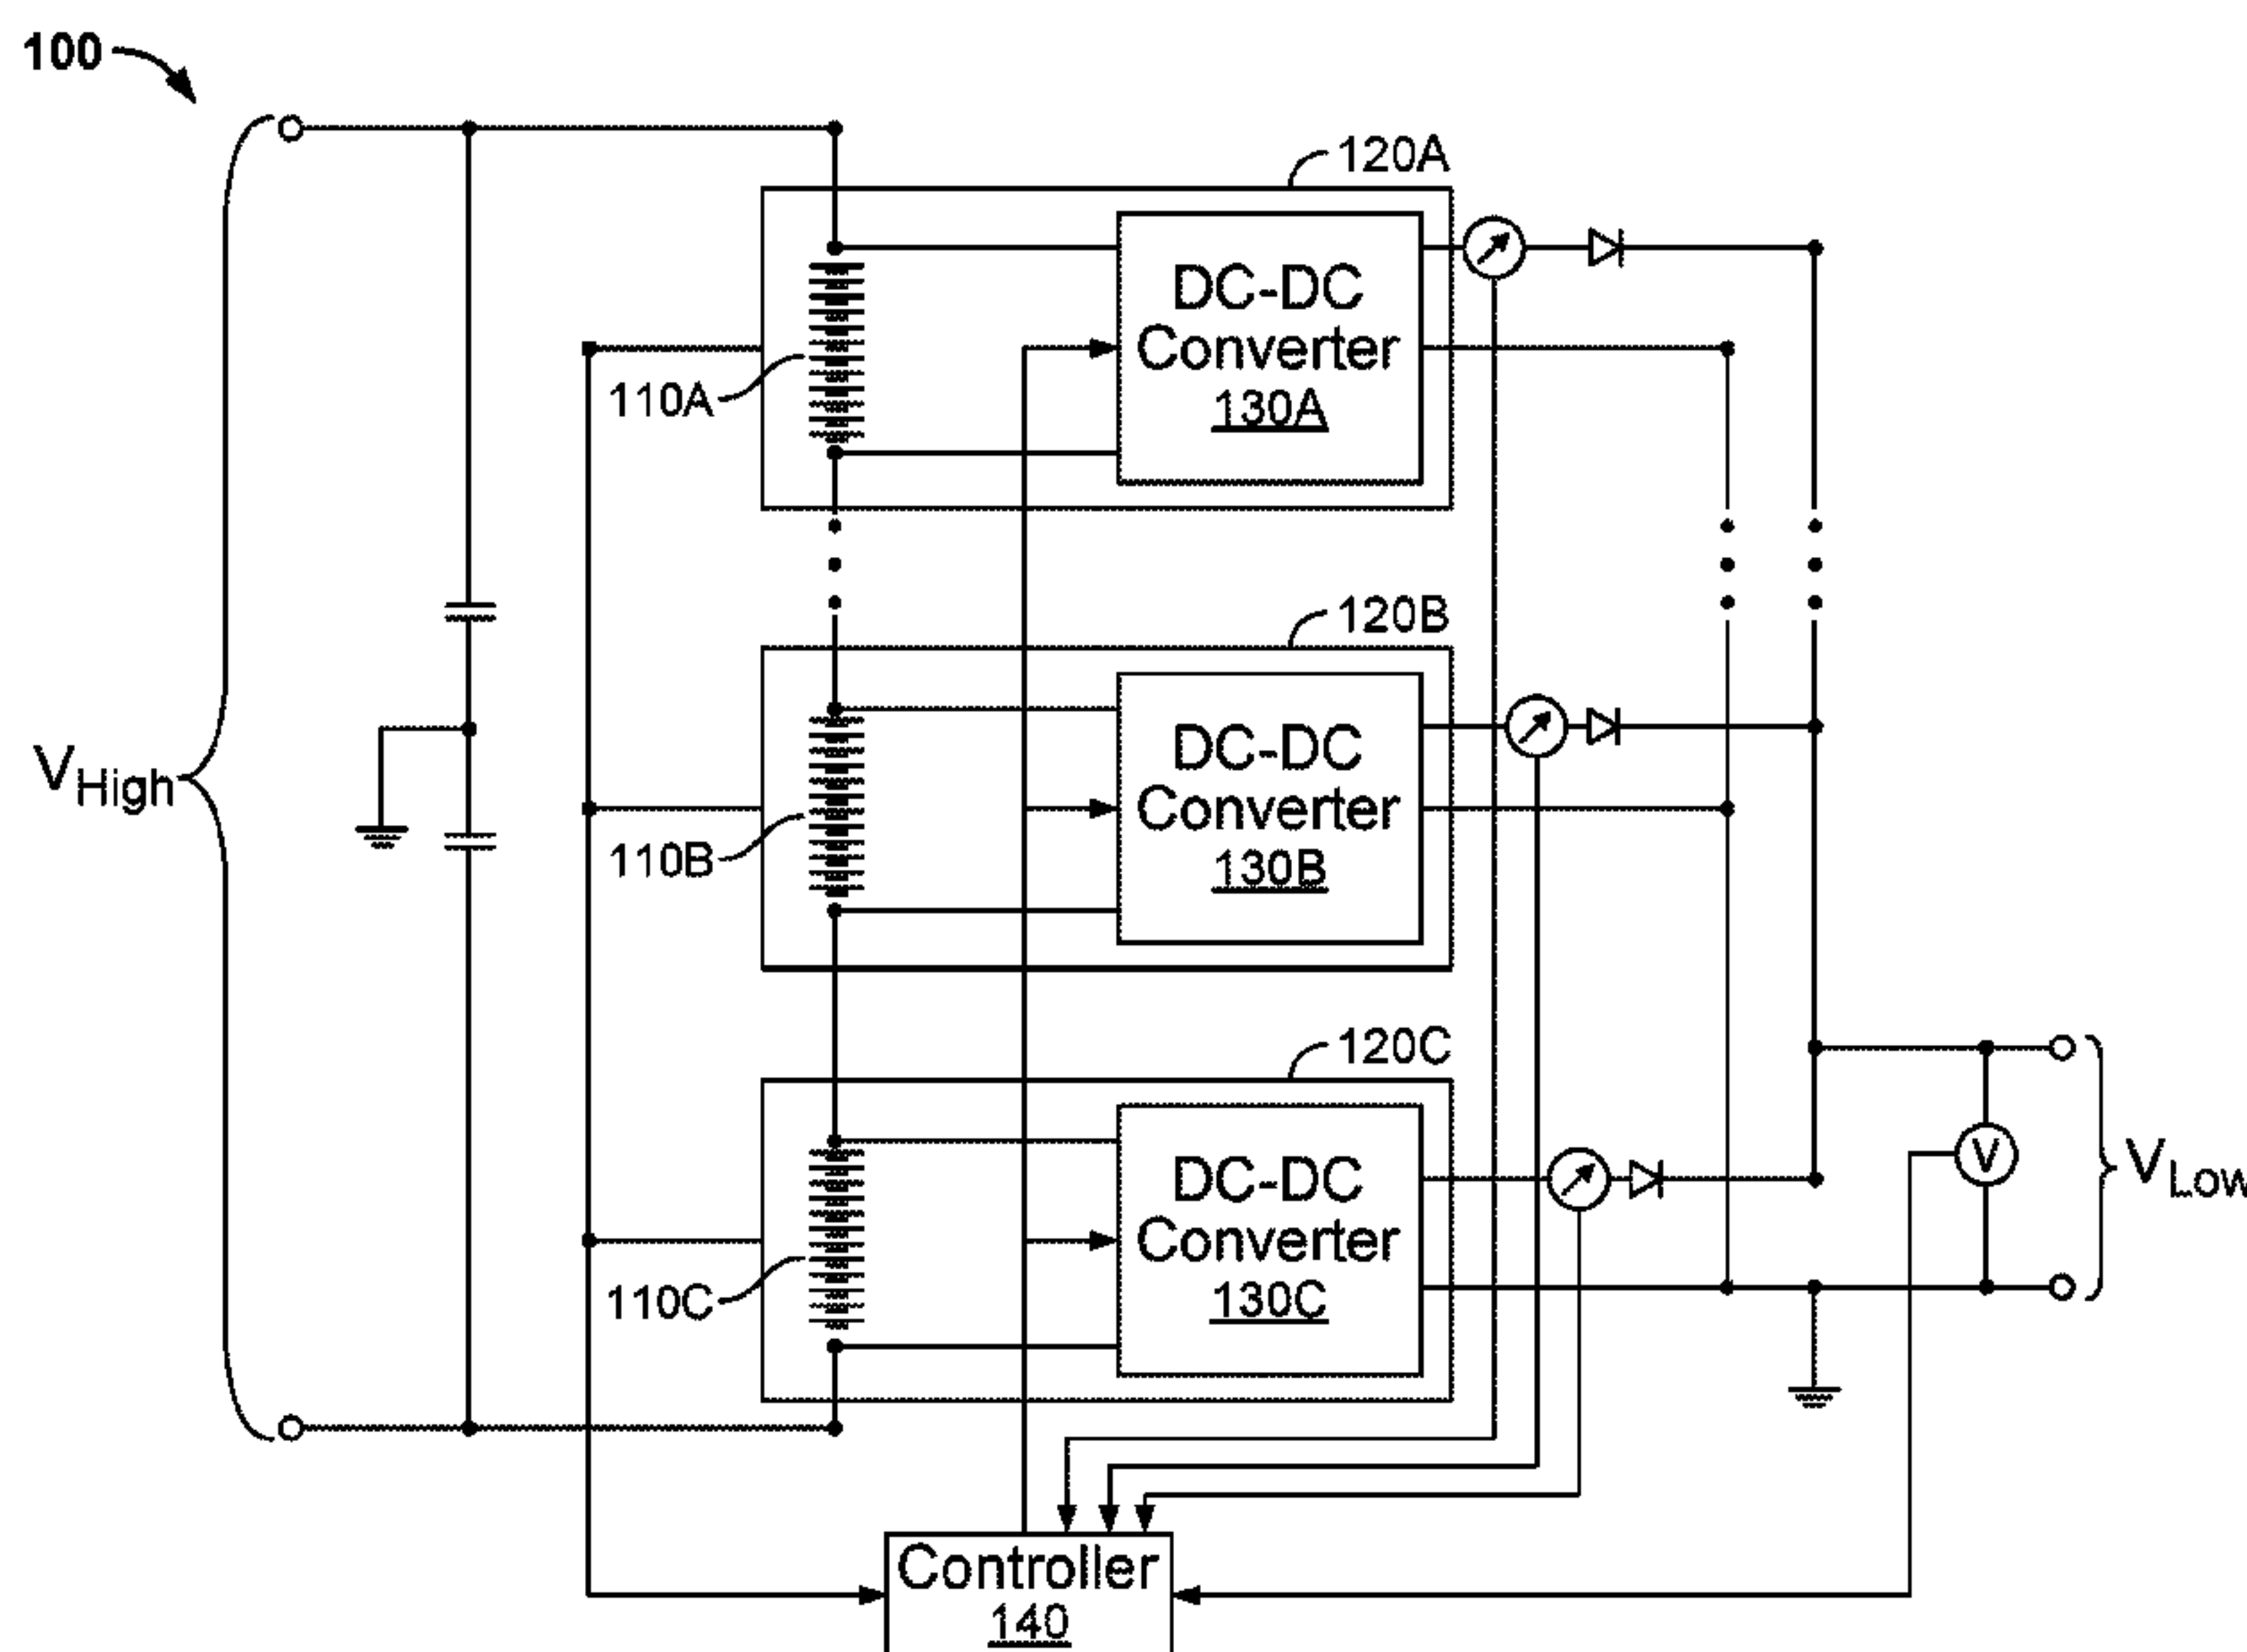 100
120A
DC-DC
Converter
130A
110A
120B
DC-DC
Converter
130B
110B
VHigh
120C
DC-DC
Converter
130C
110C
V
VLow
Controller
140